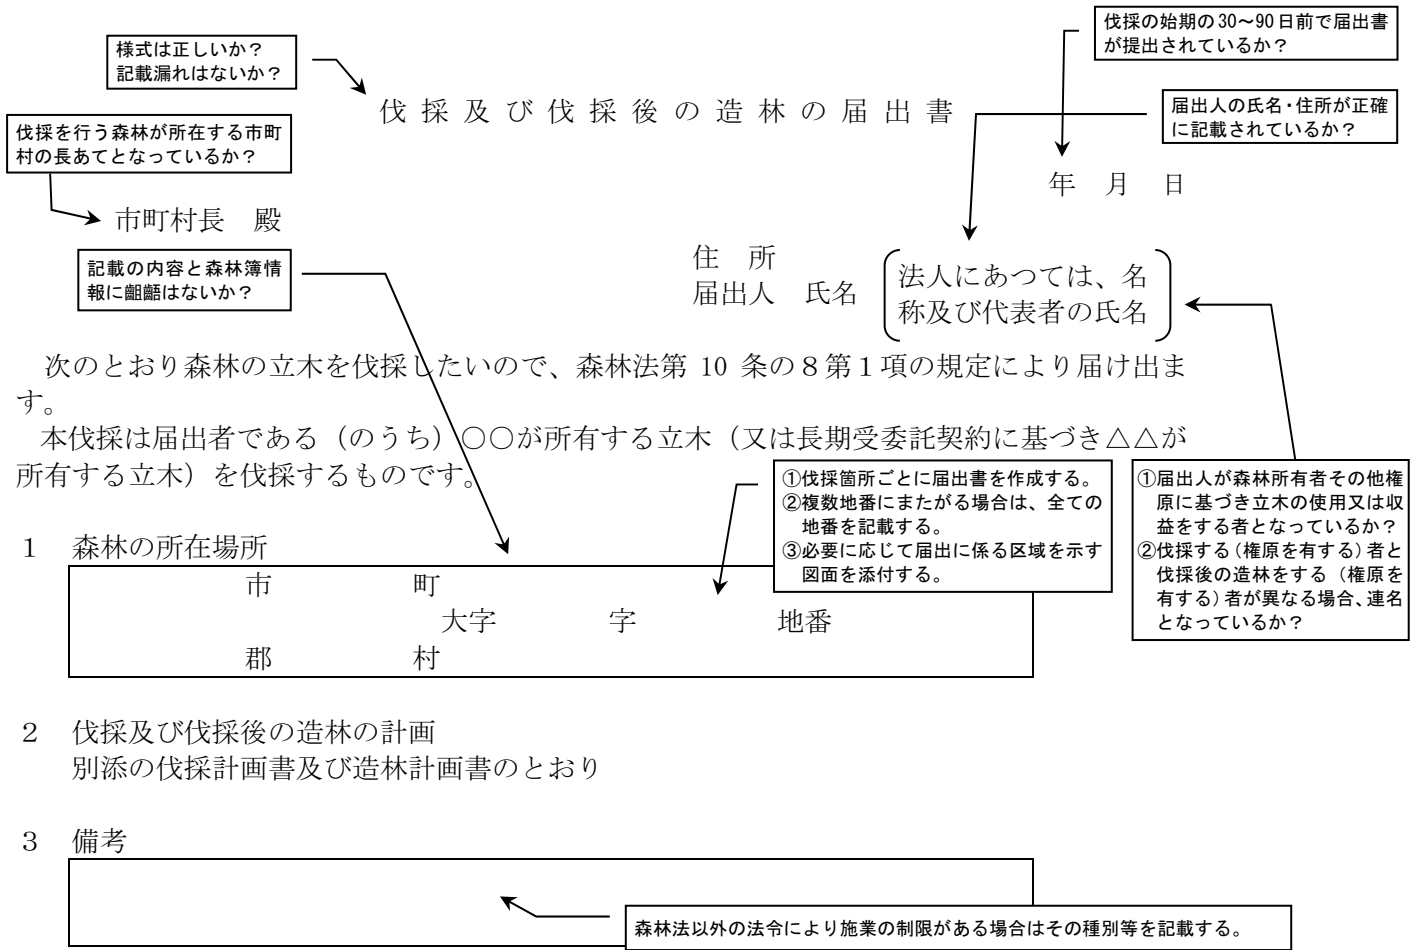 伐採の始期の30～90日前で届出書
が提出されているか？
様式は正しいか？
記載漏れはないか？
伐採及び伐採後の造林の届出書
届出人の氏名・住所が正確
に記載されているか？
伐採を行う森林が所在する市町
村の長あてとなっているか？
年　月　日
市町村長　殿
記載の内容と森林簿情
報に齟齬はないか？
住　所
届出人　氏名
法人にあつては、名
称及び代表者の氏名
次のとおり森林の立木を伐採したいので、森林法第 10 条の８第１項の規定により届け出ま
す。
本伐採は届出者である（のうち）○○が所有する立木（又は長期受委託契約に基づき△△が
所有する立木）を伐採するものです。
①伐採箇所ごとに届出書を作成する。
②複数地番にまたがる場合は、全ての
地番を記載する。
③必要に応じて届出に係る区域を示す
図面を添付する。
①届出人が森林所有者その他権
原に基づき立木の使用又は収
益をする者となっているか？
②伐採する（権原を有する）者と
伐採後の造林をする（権原を
有する）者が異なる場合、連名
となっているか？
１　森林の所在場所
市　町
大字　字　地番
郡　村
２　伐採及び伐採後の造林の計画
別添の伐採計画書及び造林計画書のとおり
３　備考
森林法以外の法令により施業の制限がある場合はその種別等を記載する。